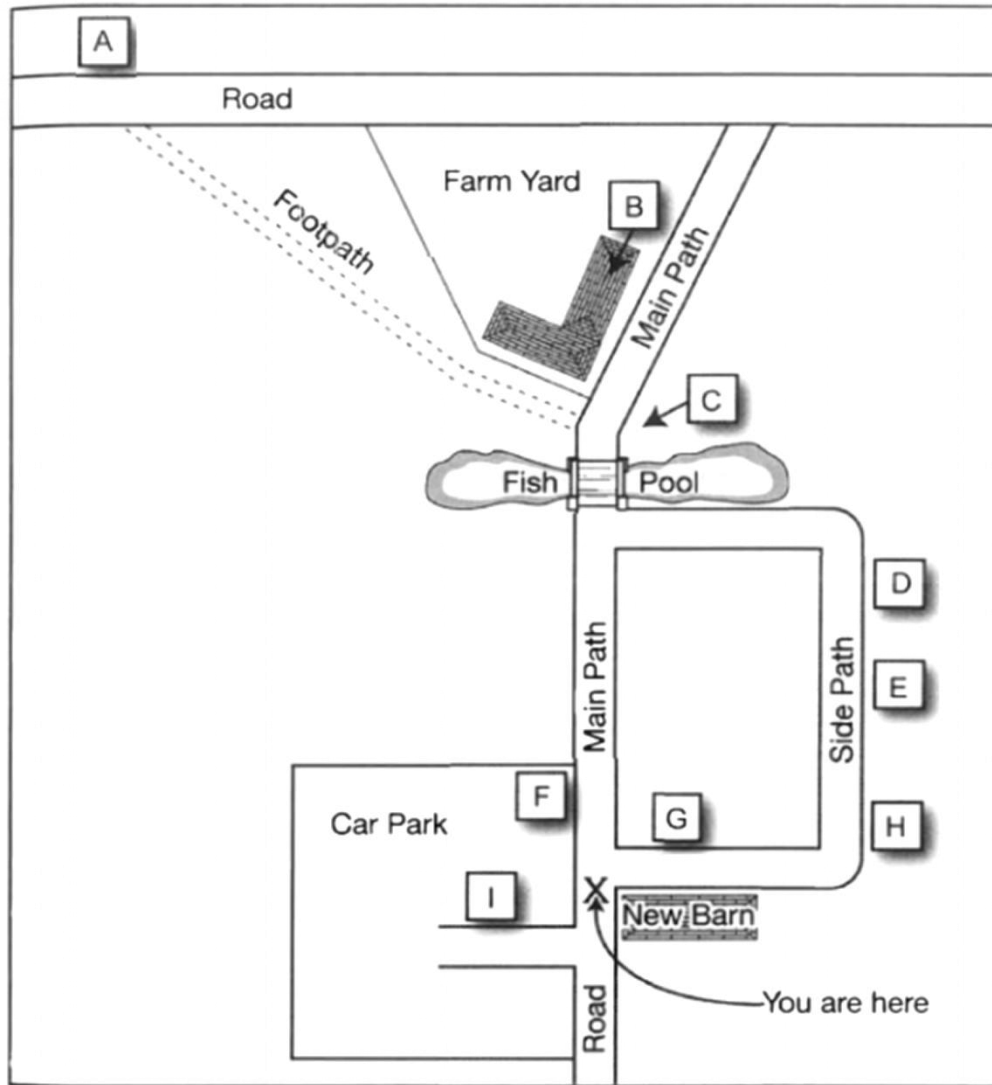 A
Road
Footpath
Farm Yard
B
Main Path
C
Fish Pool
D
Main Path
Side Path
E
F
Car Park
G
H
I
X
New Barn
You are here
Road